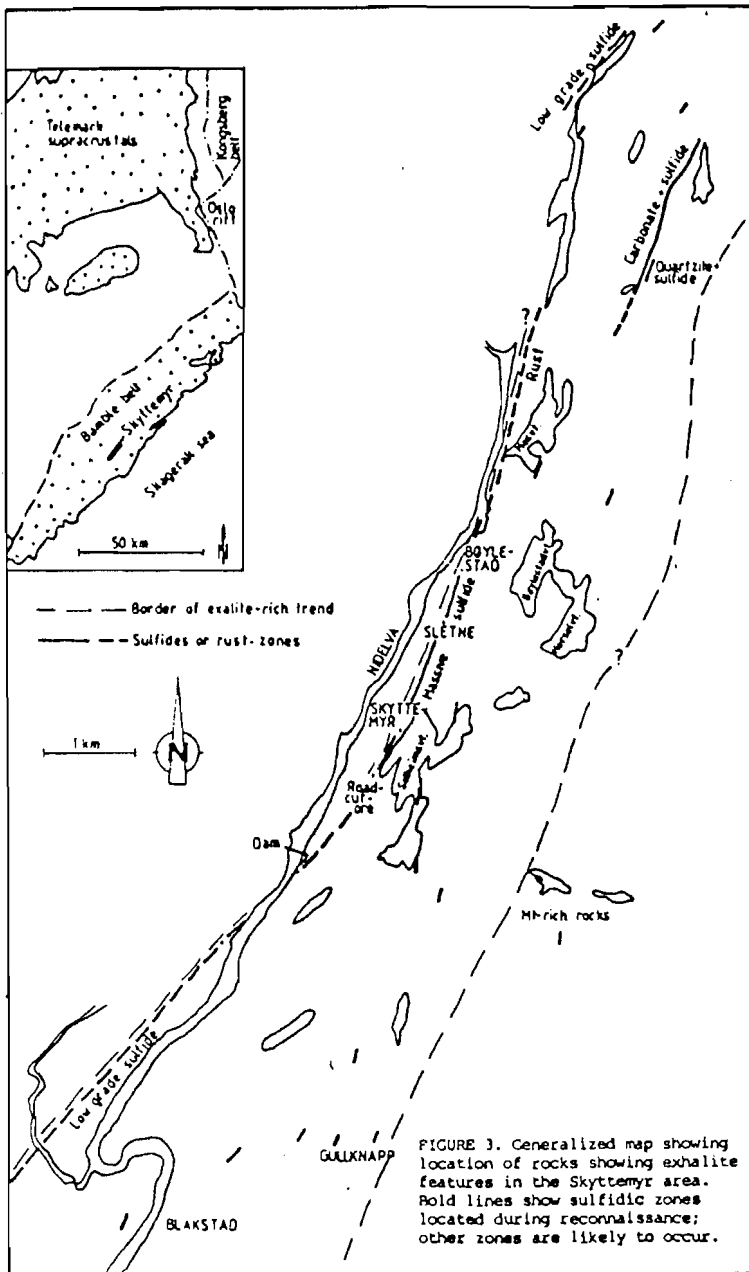 Telemark
supracrustals
Kongsberg
belt
Oslo
rift
Bamble belt
Skyttemyr
Skagerak sea
50 km
N
Border of exalite-rich trend
Sulfides or rust-zones
1 km
N
Low grade sulfide
Carbonate + sulfide
Quartzite+
sulfide
?
Rust
BØYLE-
STAD
Bøylestadvt.
NIDELVA
SLETHE
Massive sulfide
?
SKYTTE-
MYR
Road-
cut-
ore
Dam
Mt-rich rocks
Low grade sulfide
GULLKNAPP
BLAKSTAD
FIGURE 3. Generalized map showing
location of rocks showing exhalite
features in the Skyttemyr area.
Bold lines show sulfidic zones
located during reconnaissance;
other zones are likely to occur.